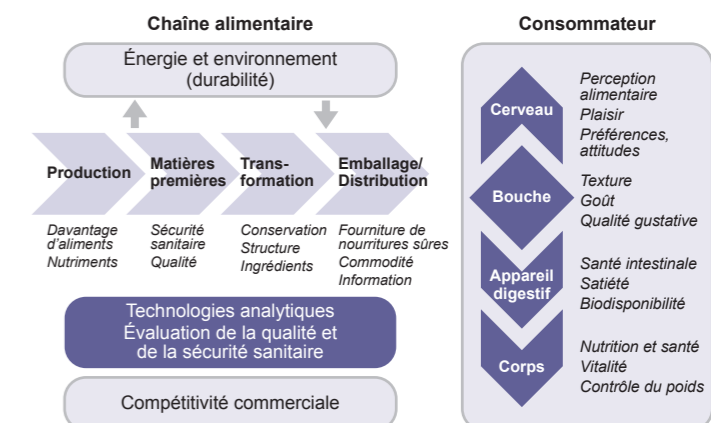 Chaîne alimentaire
Énergie et environnement
(durabilité)
Production
Matières
premières
Trans-
formation
Emballage/
Distribution
Davantage
d'aliments
Nutriments
Sécurité
sanitaire
Qualité
Conservation
Structure
Ingrédients
Fourniture de
nourritures sûres
Commodité
Information
Technologies analytiques
Évaluation de la qualité et
de la sécurité sanitaire
Compétitivité commerciale
Consommateur
Cerveau
Perception
alimentaire
Plaisir
Préférences,
attitudes
Bouche
Texture
Goût
Qualité gustative
Appareil
digestif
Santé intestinale
Satiété
Biodisponibilité
Corps
Nutrition et santé
Vitalité
Contrôle du poids